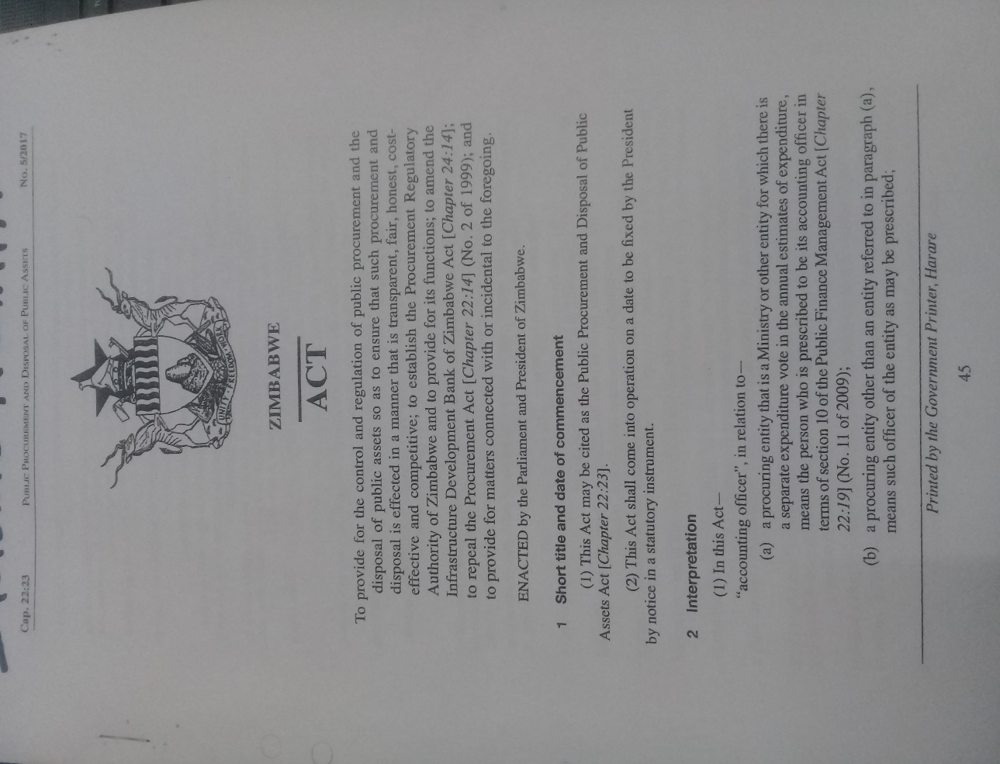 Cap. 22:23 PUBLIC PROCUREMENT AND DISPOSAL OF PUBLIC ASSETS No. 5/2017
UNITY · FREEDOM · WORK
ZIMBABWE
ACT
To provide for the control and regulation of public procurement and the
disposal of public assets so as to ensure that such procurement and
disposal is effected in a manner that is transparent, fair, honest, cost-
effective and competitive; to establish the Procurement Regulatory
Authority of Zimbabwe and to provide for its functions; to amend the
Infrastructure Development Bank of Zimbabwe Act [Chapter 24:14];
to repeal the Procurement Act [Chapter 22:14] (No. 2 of 1999); and
to provide for matters connected with or incidental to the foregoing.
ENACTED by the Parliament and President of Zimbabwe.
1 Short title and date of commencement
(1) This Act may be cited as the Public Procurement and Disposal of Public
Assets Act [Chapter 22:23].
(2) This Act shall come into operation on a date to be fixed by the President
by notice in a statutory instrument.
2 Interpretation
(1) In this Act—
“accounting officer”, in relation to—
(a) a procuring entity that is a Ministry or other entity for which there is
a separate expenditure vote in the annual estimates of expenditure,
means the person who is prescribed to be its accounting officer in
terms of section 10 of the Public Finance Management Act [Chapter
22:19] (No. 11 of 2009);
(b) a procuring entity other than an entity referred to in paragraph (a),
means such officer of the entity as may be prescribed;
Printed by the Government Printer, Harare
45